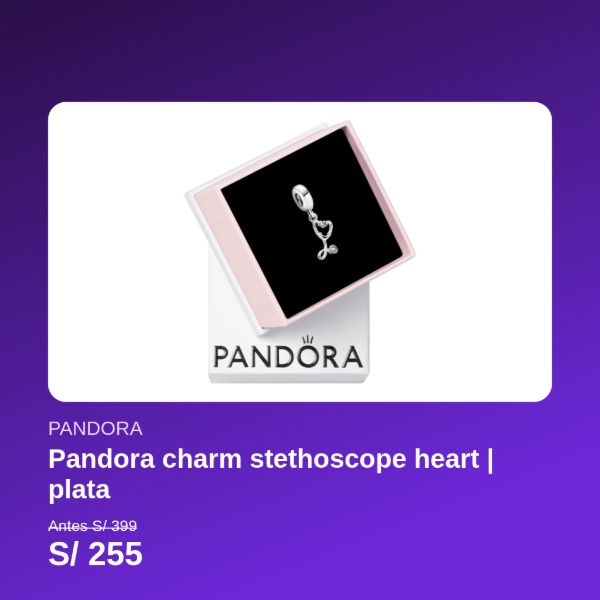 PANDORA
PANDORA
Pandora charm stethoscope heart |
plata
Antes S/ 399
S/ 255